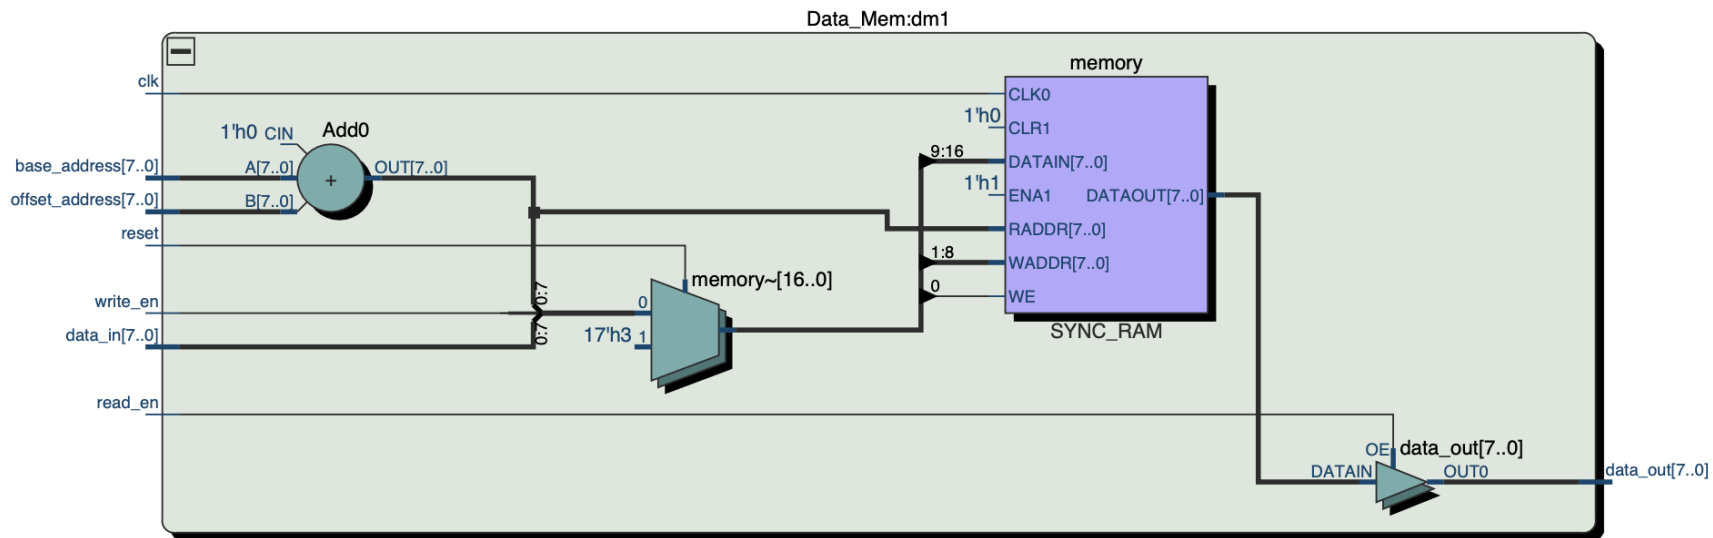 Data_Mem:dm1
memory
clk
CLK0
1'h0
CLR1
1'h0 CIN
Add0
9:16
DATAIN[7..0]
base_address[7..0]
A[7..0]
OUT[7..0]
+
1'h1
ENA1
DATAOUT[7..0]
offset_address[7..0]
B[7..0]
reset
RADDR[7..0]
1:8
WADDR[7..0]
memory~[16..0]
0
WE
write_en
0:7
0
SYNC_RAM
data_in[7..0]
0:7
17'h3
1
read_en
OE
data_out[7..0]
DATAIN
OUT0
data_out[7..0]